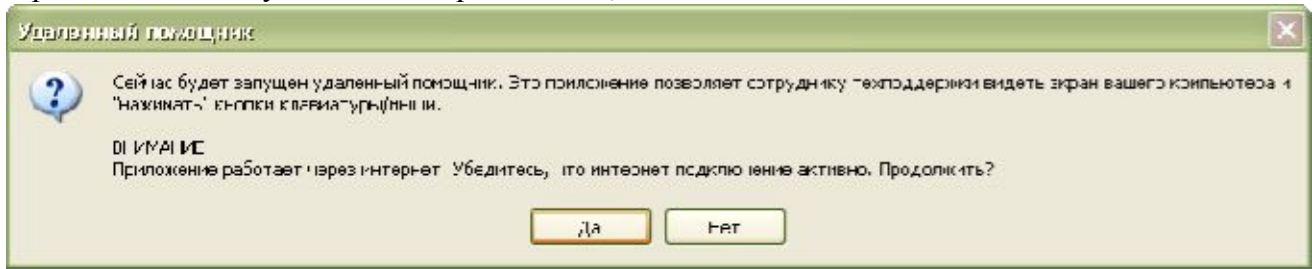 Удаленный помощник
Сейчас будет запущен удаленный помощник. Это приложение позволяет сотруднику техподдержки видеть экран вашего компьютера и
"нажимать" кнопки клавиатуры/мыши.
ВНИМАНИЕ
Приложение работает через интернет. Убедитесь, что интернет подключение активно. Продолжить?
Да
Нет